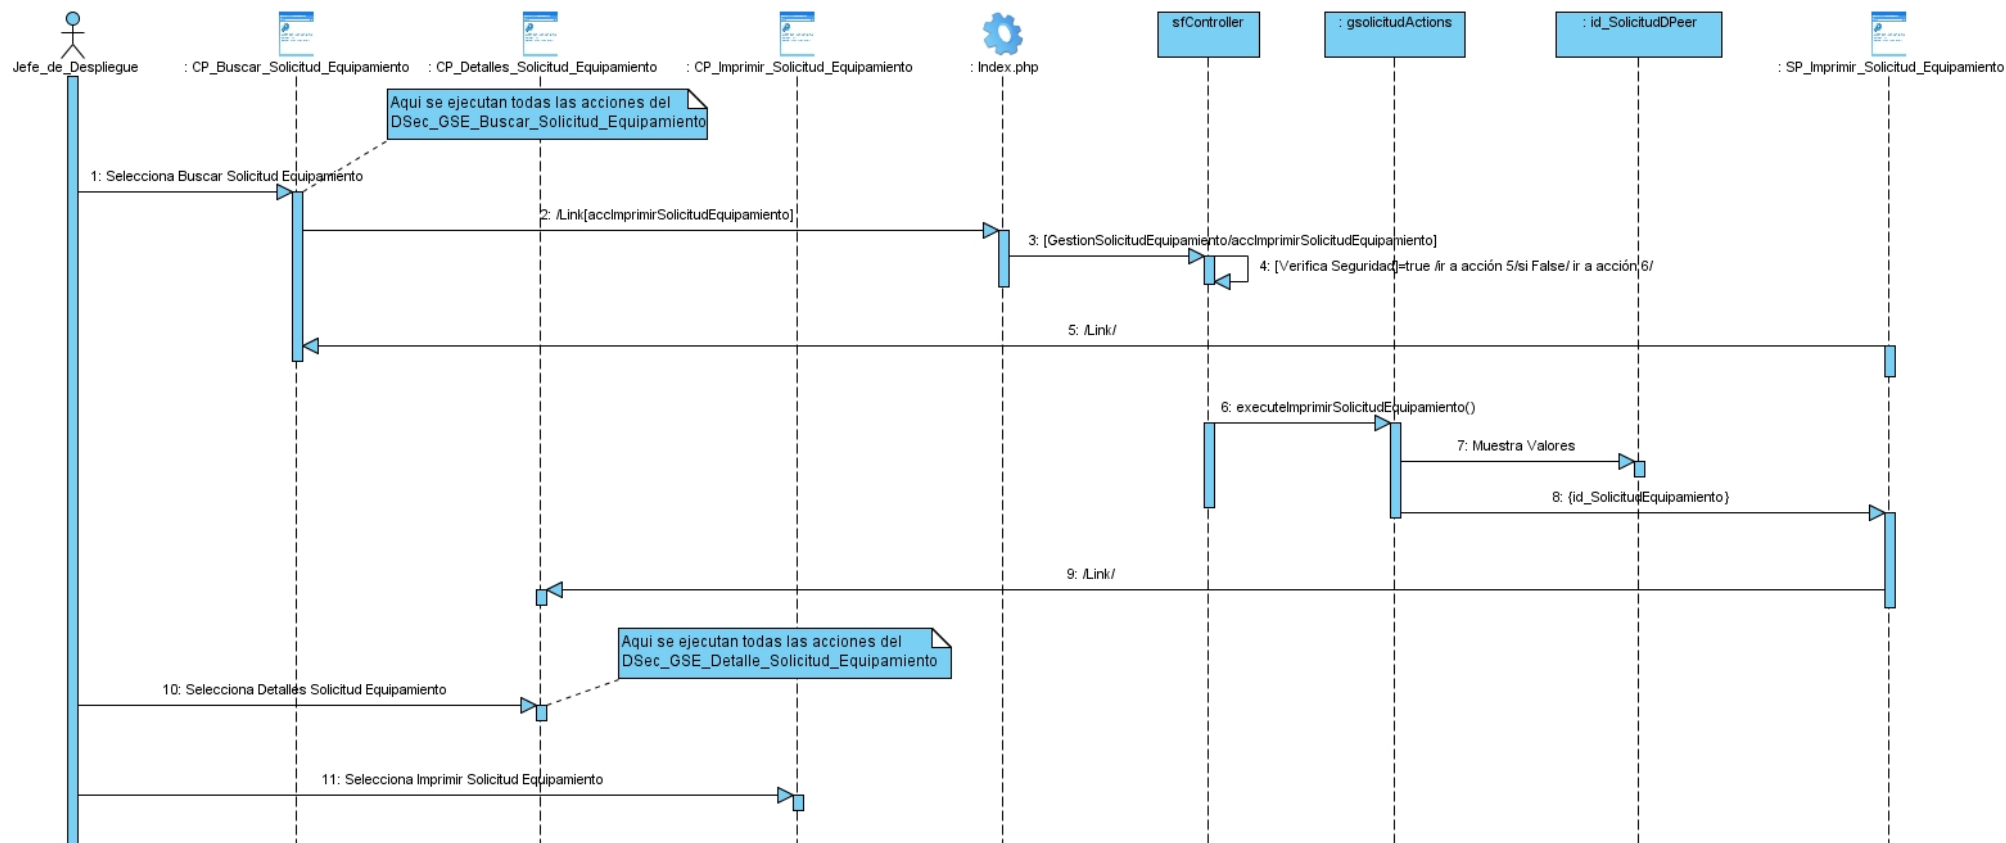 sfController
: gsolicitudActions
: id_SolicitudDPeer
Jefe_de_Despliegue
: CP_Buscar_Solicitud_Equipamiento
: CP_Detalles_Solicitud_Equipamiento
: CP_Imprimir_Solicitud_Equipamiento
: Index.php
: SP_Imprimir_Solicitud_Equipamiento
Aqui se ejecutan todas las acciones del
DSec_GSE_Buscar_Solicitud_Equipamiento
1: Selecciona Buscar Solicitud Equipamiento
2: /Link[accImprimirSolicitudEquipamiento]
3: [GestionSolicitudEquipamiento/accImprimirSolicitudEquipamiento]
4: [Verifica Seguridad]=true /ir a acción 5/si False/ ir a acción 6/
5: /Link/
6: executeImprimirSolicitudEquipamiento()
7: Muestra Valores
8: {id_SolicitudEquipamiento}
9: /Link/
Aqui se ejecutan todas las acciones del
DSec_GSE_Detalle_Solicitud_Equipamiento
10: Selecciona Detalles Solicitud Equipamiento
11: Selecciona Imprimir Solicitud Equipamiento